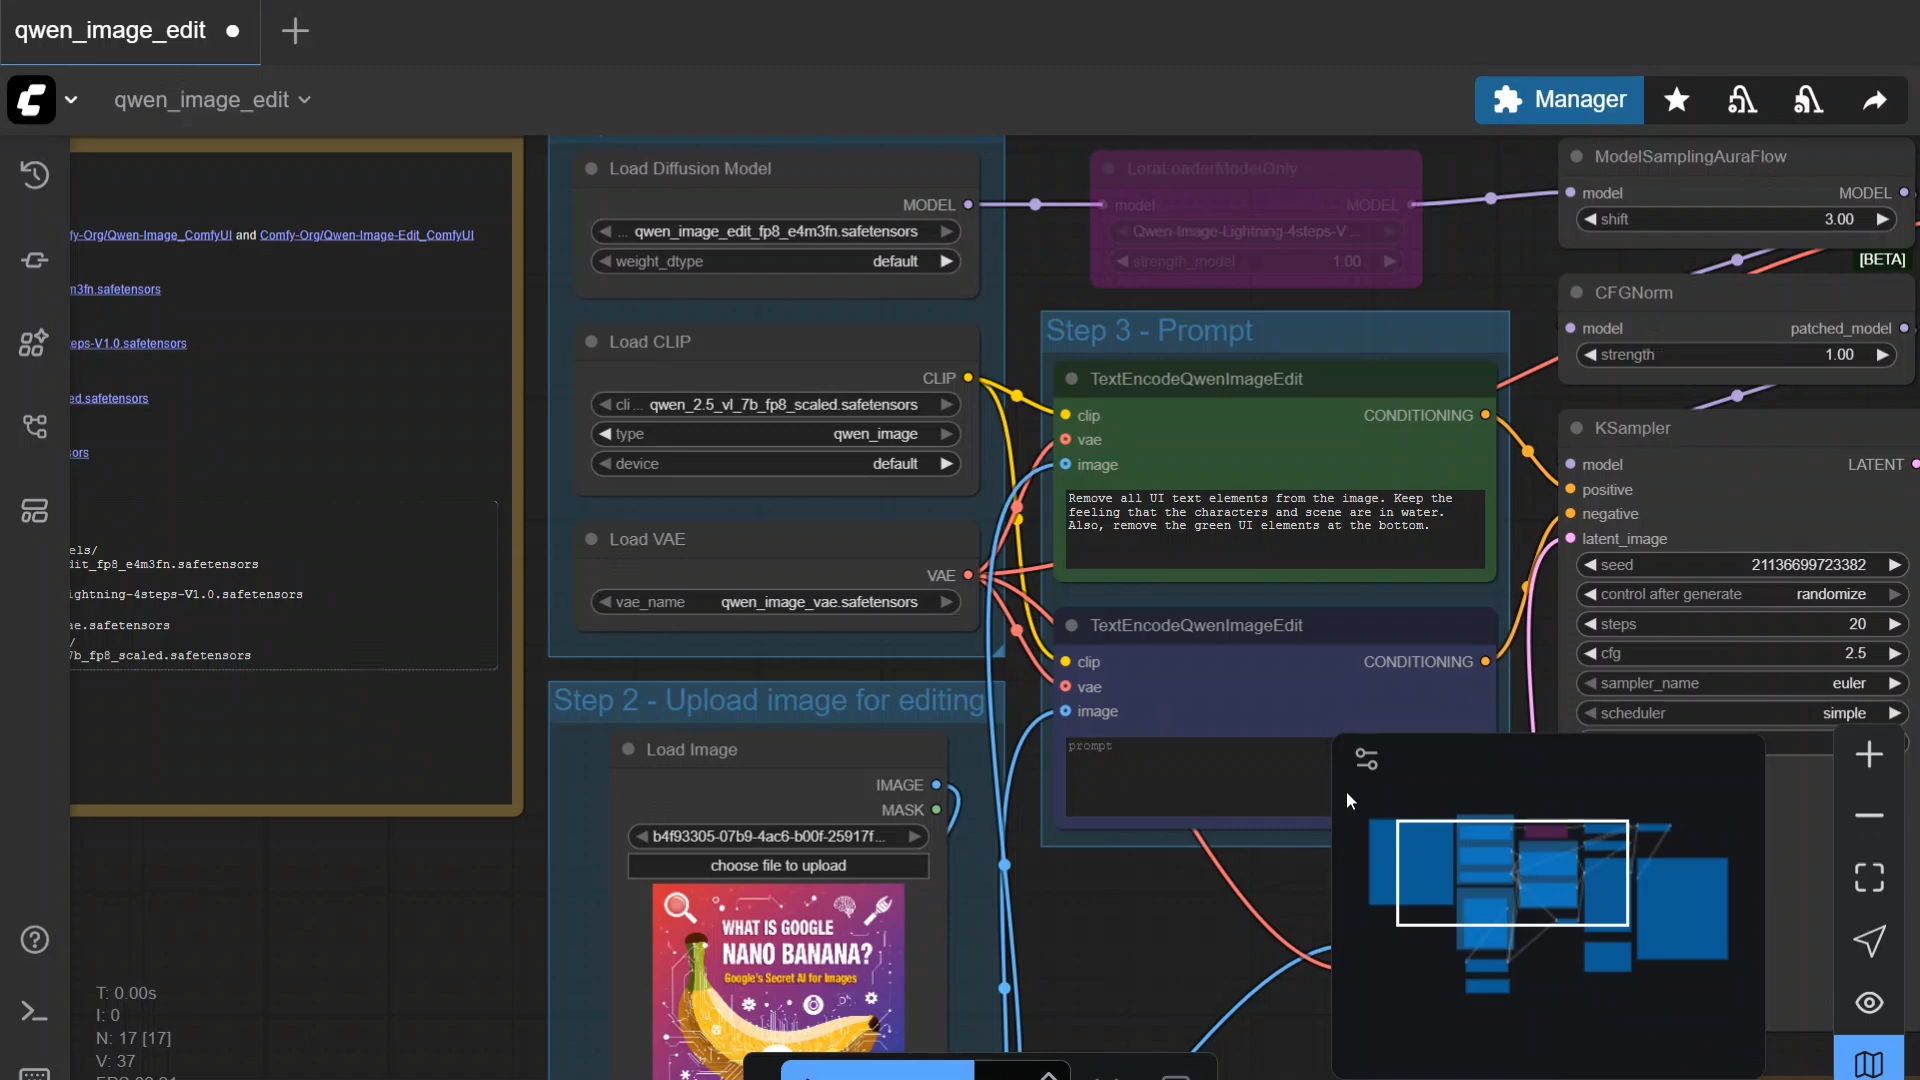 qwen_image_edit
qwen_image_edit
Manager
fy-Org/Qwen-Image_ComfyUI and Comfy-Org/Qwen-Image-Edit_ComfyUI
n3fn.safetensors
eps-V1.0.safetensors
ed.safetensors
ors
els/
dit_fp8_e4m3fn.safetensors
ightning-4steps-V1.0.safetensors
ae.safetensors
/
7b_fp8_scaled.safetensors
T: 0.00s
I: 0
N: 17 [17]
V: 37
Load Diffusion Model
MODEL
... qwen_image_edit_fp8_e4m3fn.safetensors
weight_dtype default
Load CLIP
CLIP
cli... qwen_2.5_vl_7b_fp8_scaled.safetensors
type qwen_image
device default
Load VAE
VAE
vae_name qwen_image_vae.safetensors
Step 2 - Upload image for editing
Load Image
IMAGE
MASK
b4f93305-07b9-4ac6-b00f-25917f...
choose file to upload
WHAT IS GOOGLE
NANO BANANA?
Google's Secret AI for Images
LoraLoaderModelOnly
model MODEL
Qwen-Image-Lightning-4steps-V...
strength_model 1.00
Step 3 - Prompt
TextEncodeQwenImageEdit
clip CONDITIONING
vae
image
Remove all UI text elements from the image. Keep the
feeling that the characters and scene are in water.
Also, remove the green UI elements at the bottom.
TextEncodeQwenImageEdit
clip CONDITIONING
vae
image
prompt
ModelSamplingAuraFlow
model MODEL
shift 3.00
[BETA]
CFGNorm
model patched_model
strength 1.00
KSampler
model LATENT
positive
negative
latent_image
seed 21136699723382
control after generate randomize
steps 20
cfg 2.5
sampler_name euler
scheduler simple